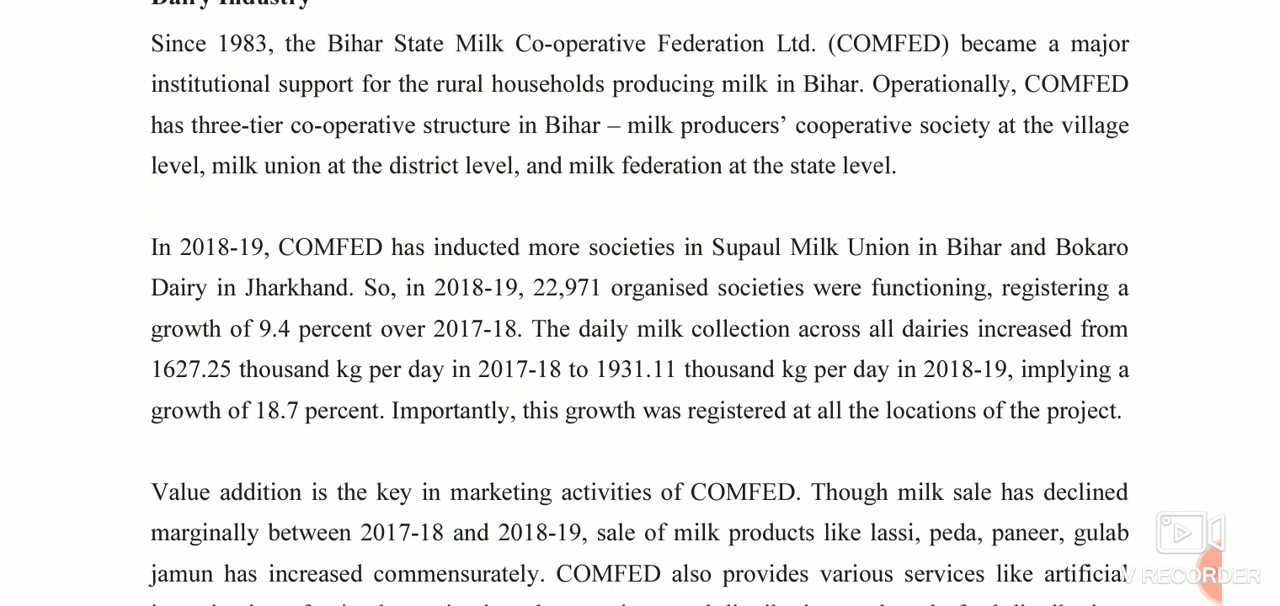 Dairy Industry
Since 1983, the Bihar State Milk Co-operative Federation Ltd. (COMFED) became a major
institutional support for the rural households producing milk in Bihar. Operationally, COMFED
has three-tier co-operative structure in Bihar – milk producers’ cooperative society at the village
level, milk union at the district level, and milk federation at the state level.
In 2018-19, COMFED has inducted more societies in Supaul Milk Union in Bihar and Bokaro
Dairy in Jharkhand. So, in 2018-19, 22,971 organised societies were functioning, registering a
growth of 9.4 percent over 2017-18. The daily milk collection across all dairies increased from
1627.25 thousand kg per day in 2017-18 to 1931.11 thousand kg per day in 2018-19, implying a
growth of 18.7 percent. Importantly, this growth was registered at all the locations of the project.
Value addition is the key in marketing activities of COMFED. Though milk sale has declined
marginally between 2017-18 and 2018-19, sale of milk products like lassi, peda, paneer, gulab
jamun has increased commensurately. COMFED also provides various services like artificial
V RECORDER